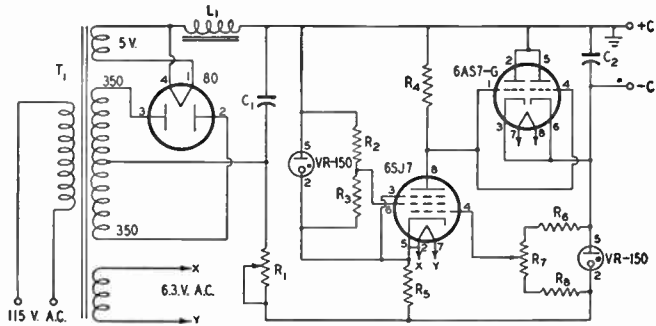 L1
+C
5 V.
4
1
80
T1
350
3
2
C1
R4
6AS7-G
2
5
1
4
3
7
8
6
C2
-C
5
VR-150
2
R2
R3
6SJ7
8
3
6
4
5
2
7
X
Y
R6
R7
R8
5
VR-150
2
350
R1
R5
X
6.3.V. A.C.
Y
115 V. A.C.